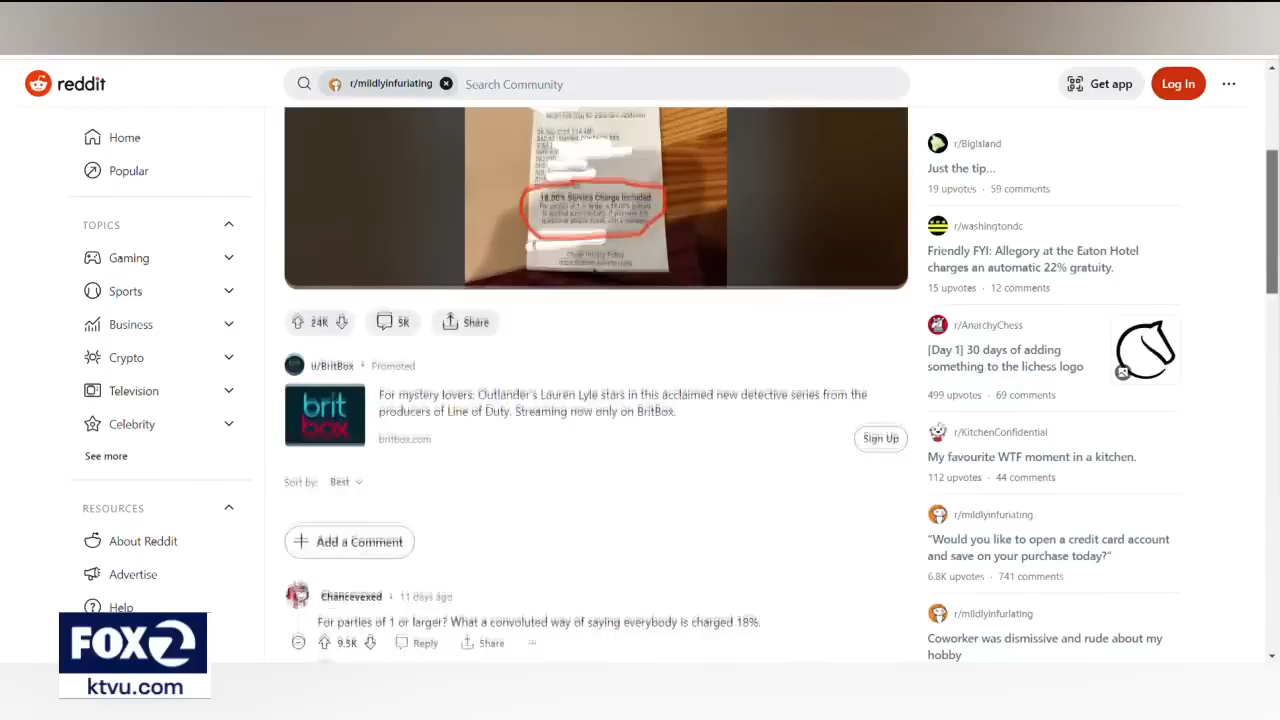 reddit
r/mildlyinfuriating
Search Community
Get app
Log In
Home
Popular
TOPICS
Gaming
Sports
Business
Crypto
Television
Celebrity
See more
RESOURCES
About Reddit
Advertise
Help
18.00% Service Charge Included
24K
5K
Share
u/BritBox
Promoted
brit
box
For mystery lovers: Outlander's Lauren Lyle stars in this acclaimed new detective series from the
producers of Line of Duty. Streaming now only on BritBox.
britbox.com
Sign Up
Sort by:
Best
Add a Comment
Chancevexed
11 days ago
For parties of 1 or larger? What a convoluted way of saying everybody is charged 18%.
9.5K
Reply
Share
r/BigIsland
Just the tip...
19 upvotes · 59 comments
r/washingtondc
Friendly FYI: Allegory at the Eaton Hotel
charges an automatic 22% gratuity.
15 upvotes · 12 comments
r/AnarchyChess
[Day 1] 30 days of adding
something to the lichess logo
499 upvotes · 69 comments
r/KitchenConfidential
My favourite WTF moment in a kitchen.
112 upvotes · 44 comments
r/mildlyinfuriating
“Would you like to open a credit card account
and save on your purchase today?”
6.8K upvotes · 741 comments
r/mildlyinfuriating
Coworker was dismissive and rude about my
hobby
FOX 2
ktvu.com